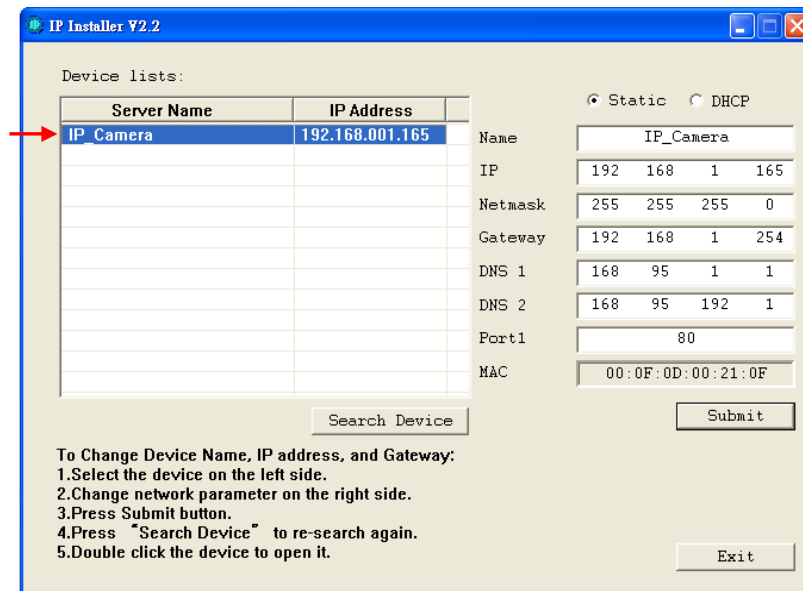 IP Installer V2.2
Device lists:
Server Name IP Address
IP_Camera 192.168.001.165
Static DHCP
Name IP_Camera
IP 192 168 1 165
Netmask 255 255 255 0
Gateway 192 168 1 254
DNS 1 168 95 1 1
DNS 2 168 95 192 1
Port1 80
MAC 00:0F:0D:00:21:0F
Search Device
Submit
To Change Device Name, IP address, and Gateway:
1.Select the device on the left side.
2.Change network parameter on the right side.
3.Press Submit button.
4.Press “Search Device” to re-search again.
5.Double click the device to open it.
Exit